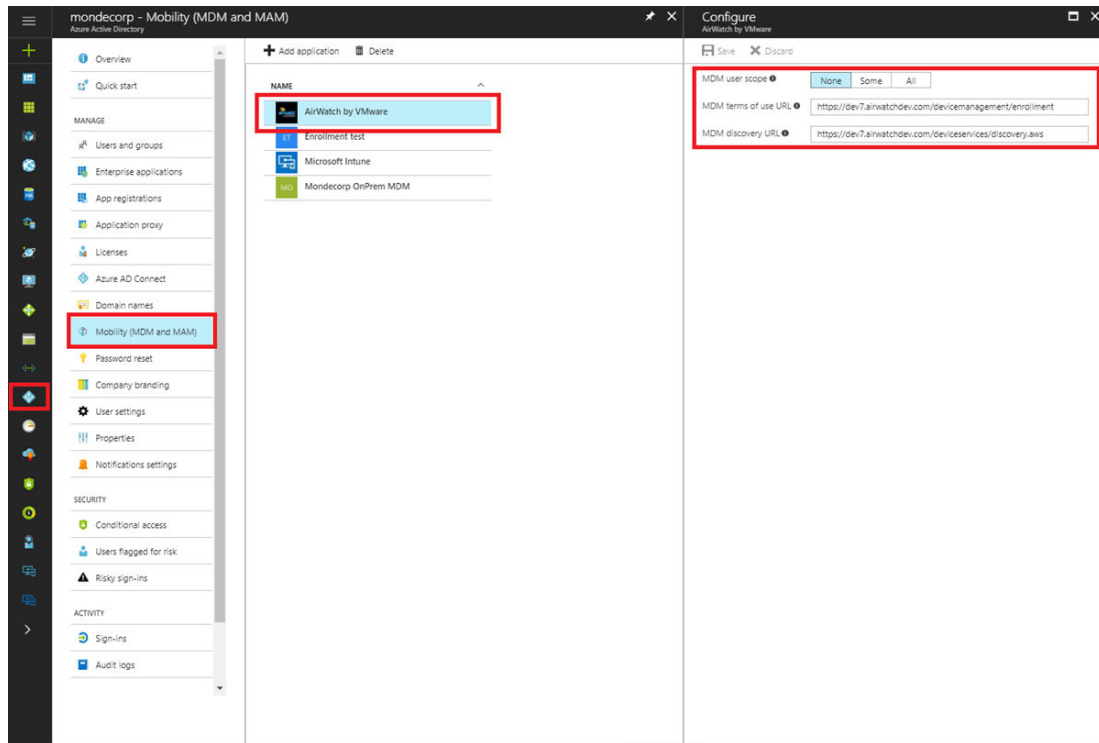 mondecorp - Mobility (MDM and MAM)
Azure Active Directory
Overview
Quick start
MANAGE
Users and groups
Enterprise applications
App registrations
Application proxy
Licenses
Azure AD Connect
Domain names
Mobility (MDM and MAM)
Password reset
Company branding
User settings
Properties
Notifications settings
SECURITY
Conditional access
Users flagged for risk
Risky sign-ins
ACTIVITY
Sign-ins
Audit logs
Add application Delete
NAME
AirWatch by VMware
ET Enrollment test
Microsoft Intune
MO Mondecorp OnPrem MDM
Configure
AirWatch by VMware
Save Discard
MDM user scope None Some All
MDM terms of use URL https://dev7.airwatchdev.com/devicemanagement/enrollment
MDM discovery URL https://dev7.airwatchdev.com/deviceservices/discovery.aws